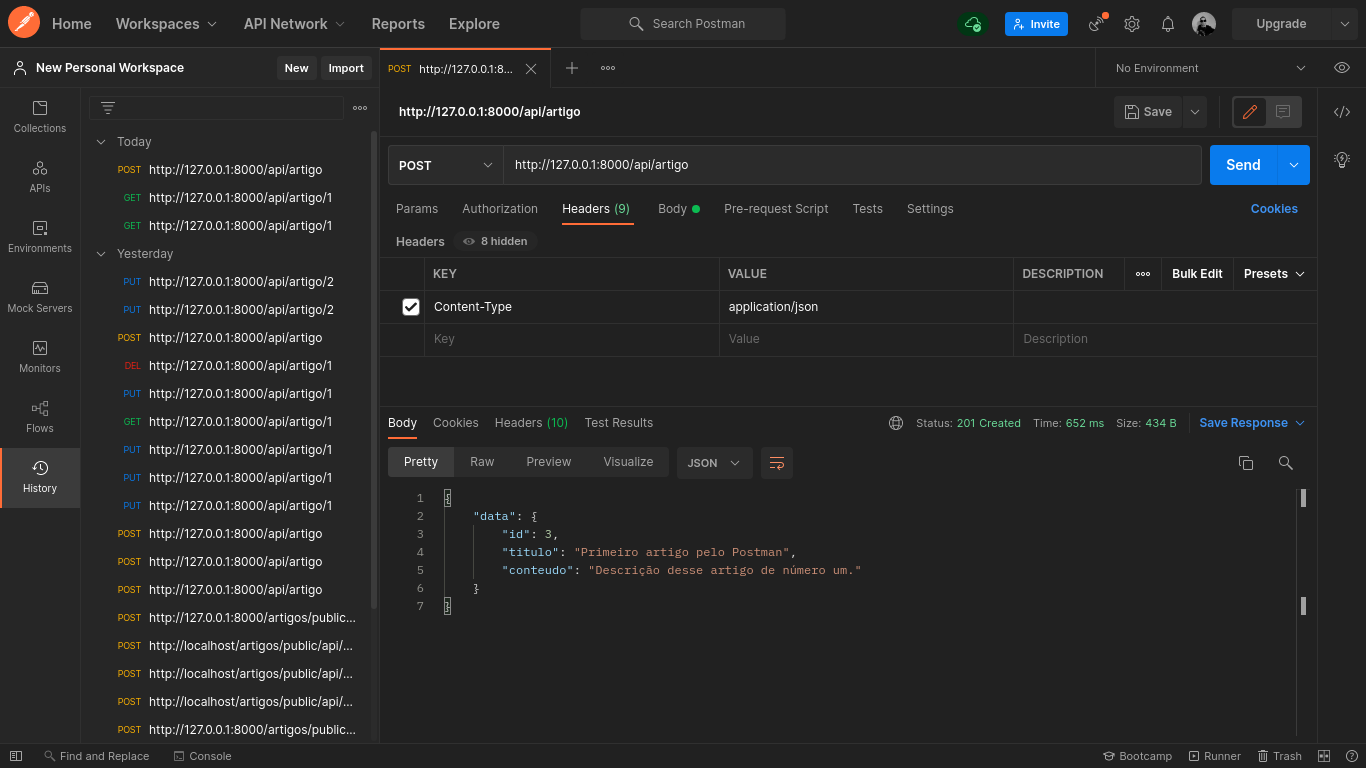 Home Workspaces API Network Reports Explore Search Postman Invite Upgrade
New Personal Workspace New Import
POST http://127.0.0.1:8... No Environment
http://127.0.0.1:8000/api/artigo Save
POST http://127.0.0.1:8000/api/artigo Send
Params Authorization Headers (9) Body Pre-request Script Tests Settings Cookies
Headers 8 hidden
KEY VALUE DESCRIPTION Bulk Edit Presets
Content-Type application/json
Key Value Description
Collections
APIs
Environments
Mock Servers
Monitors
Flows
History
Today
POST http://127.0.0.1:8000/api/artigo
GET http://127.0.0.1:8000/api/artigo/1
GET http://127.0.0.1:8000/api/artigo/1
Yesterday
PUT http://127.0.0.1:8000/api/artigo/2
PUT http://127.0.0.1:8000/api/artigo/2
POST http://127.0.0.1:8000/api/artigo
DEL http://127.0.0.1:8000/api/artigo/1
PUT http://127.0.0.1:8000/api/artigo/1
GET http://127.0.0.1:8000/api/artigo/1
PUT http://127.0.0.1:8000/api/artigo/1
PUT http://127.0.0.1:8000/api/artigo/1
PUT http://127.0.0.1:8000/api/artigo/1
POST http://127.0.0.1:8000/api/artigo
POST http://127.0.0.1:8000/api/artigo
POST http://127.0.0.1:8000/api/artigo
POST http://127.0.0.1:8000/artigos/public...
POST http://localhost/artigos/public/api/...
POST http://localhost/artigos/public/api/...
POST http://localhost/artigos/public/api/...
POST http://127.0.0.1:8000/artigos/public...
Body Cookies Headers (10) Test Results Status: 201 Created Time: 652 ms Size: 434 B Save Response
Pretty Raw Preview Visualize JSON
1 {
2 "data": {
3 "id": 3,
4 "titulo": "Primeiro artigo pelo Postman",
5 "conteudo": "Descrição desse artigo de número um."
6 }
7 }
Find and Replace Console Bootcamp Runner Trash